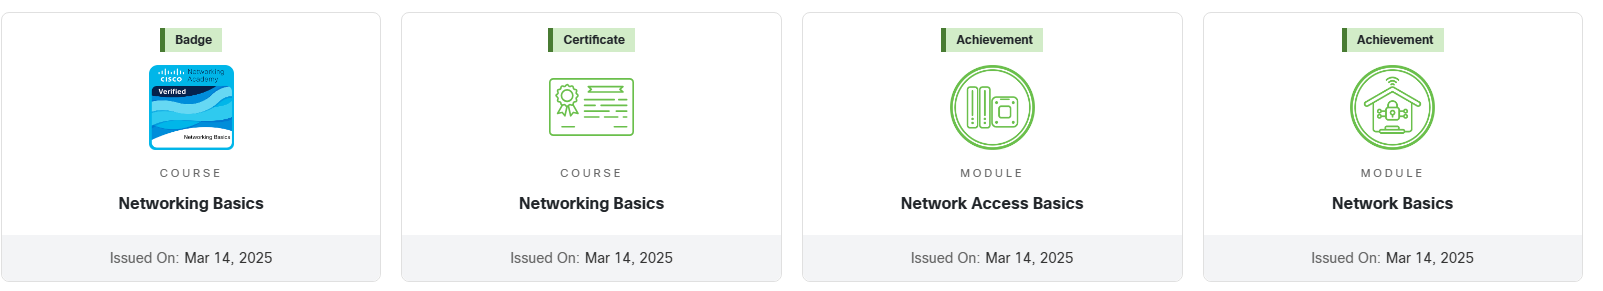 Badge
CISCO
Networking
Academy
Verified
Networking Basics
COURSE
Networking Basics
Issued On: Mar 14, 2025
Certificate
COURSE
Networking Basics
Issued On: Mar 14, 2025
Achievement
MODULE
Network Access Basics
Issued On: Mar 14, 2025
Achievement
MODULE
Network Basics
Issued On: Mar 14, 2025